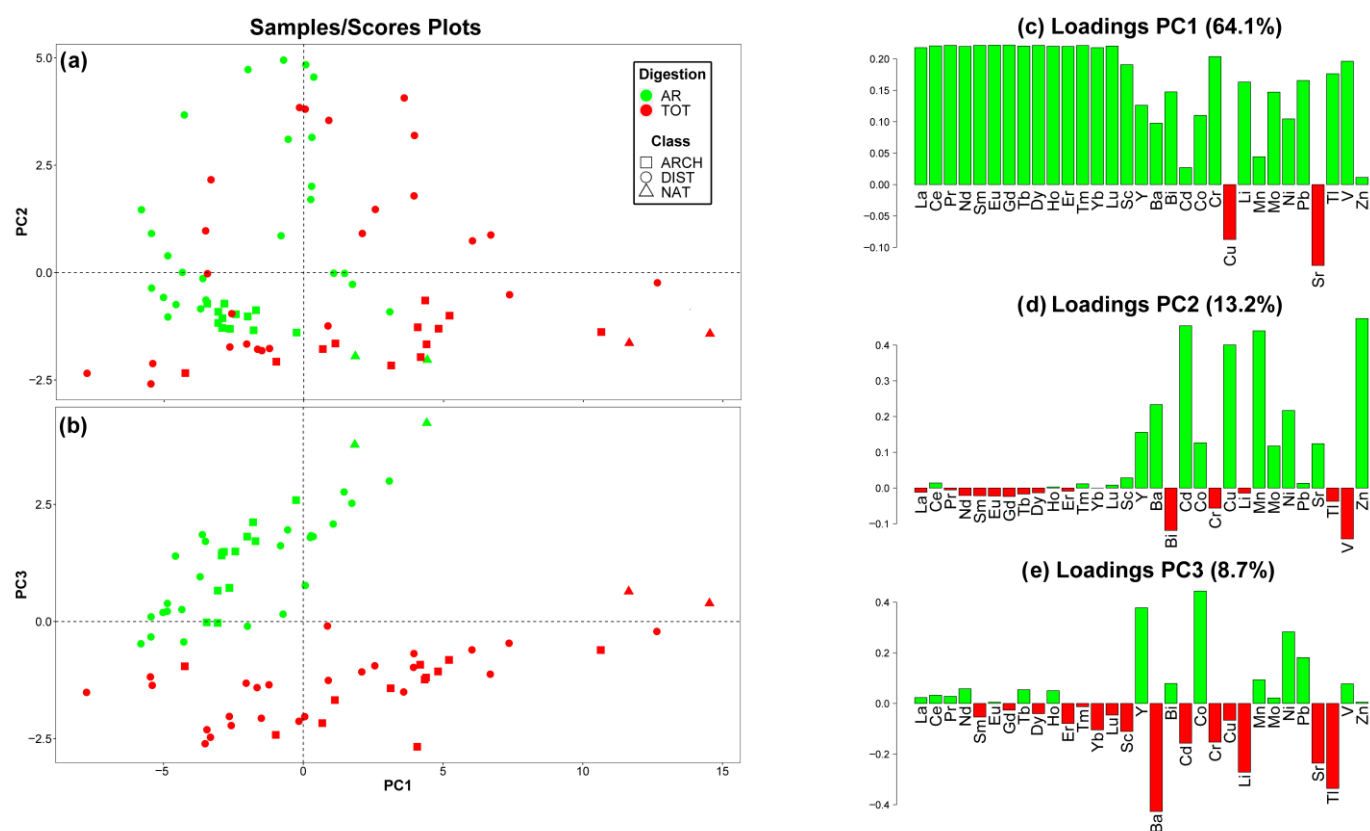 Samples/Scores Plots
(a)
Digestion
AR
TOT
Class
ARCH
DIST
NAT
5.0
2.5
0.0
−2.5
PC2
(b)
2.5
0.0
−2.5
PC3
−5 0 5 10 15
PC1
(c) Loadings PC1 (64.1%)
0.20
0.15
0.10
0.05
0.00
−0.05
−0.10
La Ce Pr Nd Sm Eu Gd Tb Dy Ho Er Tm Yb Lu Sc Y Ba Bi Cd Co Cr Cu Li Mn Mo Ni Pb Sr Tl V Zn
(d) Loadings PC2 (13.2%)
0.4
0.3
0.2
0.1
0.0
−0.1
La Ce Pr Nd Sm Eu Gd Tb Dy Ho Er Tm Yb Lu Sc Y Ba Bi Cd Co Cr Cu Li Mn Mo Ni Pb Sr Tl V Zn
(e) Loadings PC3 (8.7%)
0.4
0.2
0.0
−0.2
−0.4
La Ce Pr Nd Sm Eu Gd Tb Dy Ho Er Tm Yb Lu Sc Y Ba Bi Cd Co Cr Cu Li Mn Mo Ni Pb Sr Tl V Zn